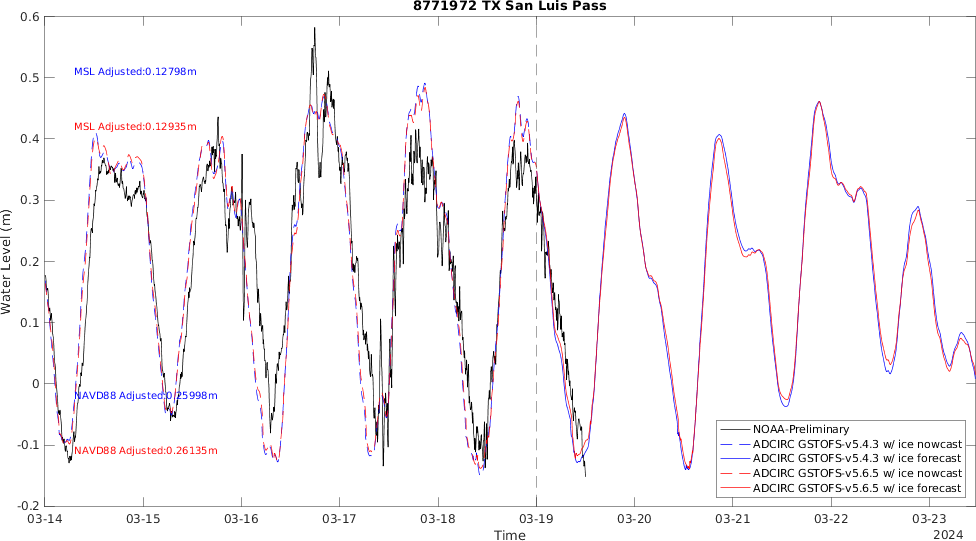 8771972 TX San Luis Pass
0.6
0.5
0.4
0.3
0.2
0.1
0
-0.1
-0.2
Water Level (m)
MSL Adjusted:0.12798m
MSL Adjusted:0.12935m
NAVD88 Adjusted:0.25998m
NAVD88 Adjusted:0.26135m
NOAA-Preliminary
ADCIRC GSTOFS-v5.4.3 w/ ice nowcast
ADCIRC GSTOFS-v5.4.3 w/ ice forecast
ADCIRC GSTOFS-v5.6.5 w/ ice nowcast
ADCIRC GSTOFS-v5.6.5 w/ ice forecast
03-14 03-15 03-16 03-17 03-18 03-19 03-20 03-21 03-22 03-23
Time
2024